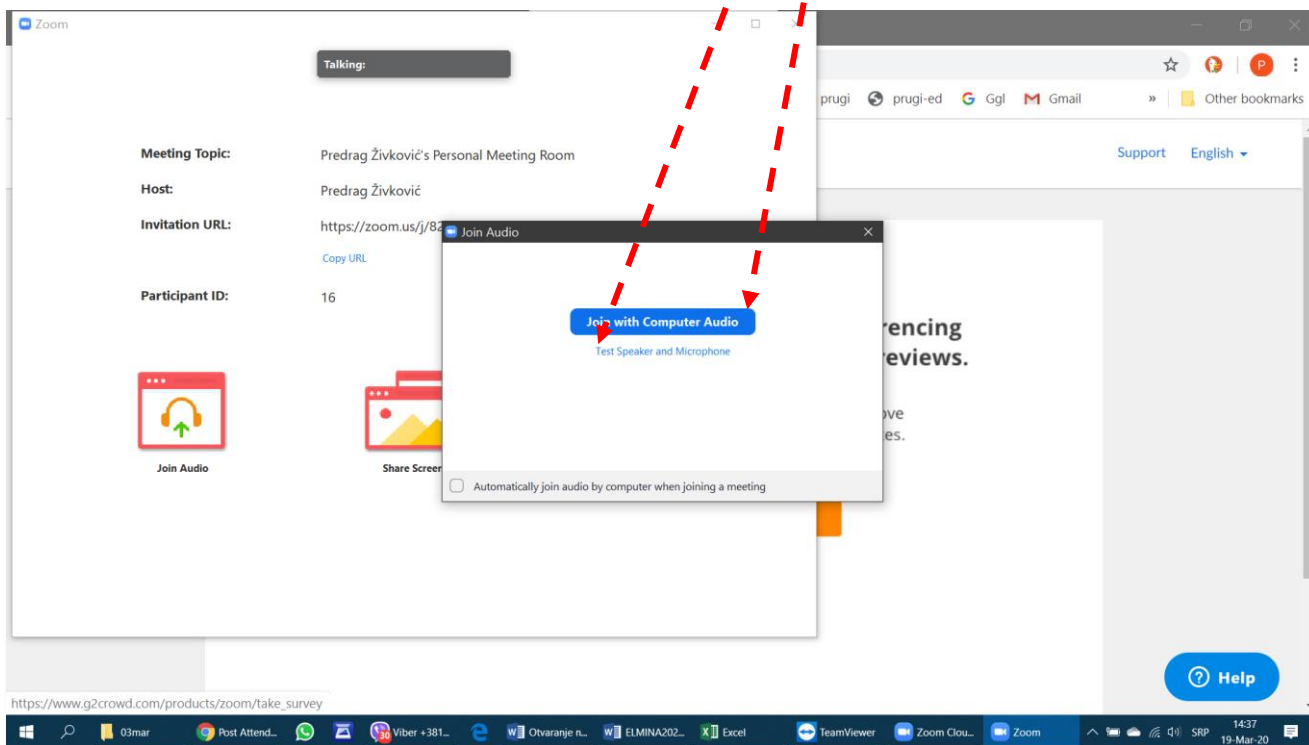 Zoom
Talking:
prugi prugi-ed Ggl Gmail » Other bookmarks
P
Meeting Topic: Predrag Živković's Personal Meeting Room
Support English
Host: Predrag Živković
Invitation URL: https://zoom.us/j/82
Join Audio
Copy URL
Participant ID: 16
Join with Computer Audio
Test Speaker and Microphone
rencing
eviews.
ove
es.
Join Audio
Share Screen
Automatically join audio by computer when joining a meeting
? Help
https://www.g2crowd.com/products/zoom/take_survey
03mar Post Attend... Viber +381... Otvaranje n... ELMINA202... Excel TeamViewer Zoom Clou... Zoom SRP 14:37
30
19-Mar-20